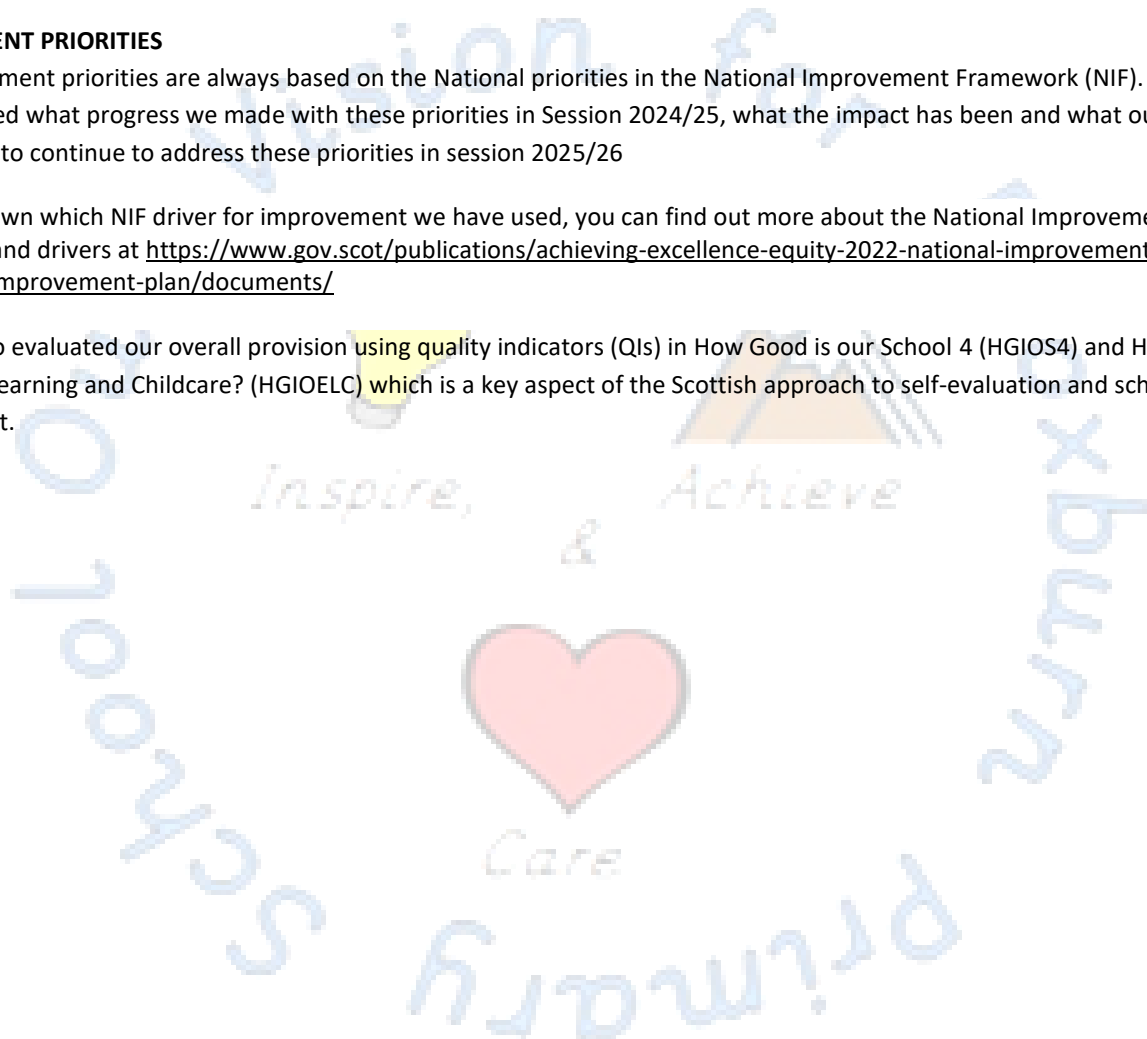 ENT PRIORITIES
ment priorities are always based on the National priorities in the National Improvement Framework (NIF).
ed what progress we made with these priorities in Session 2024/25, what the impact has been and what ou
to continue to address these priorities in session 2025/26
wn which NIF driver for improvement we have used, you can find out more about the National Improveme
and drivers at https://www.gov.scot/publications/achieving-excellence-equity-2022-national-improvement
mprovement-plan/documents/
o evaluated our overall provision using quality indicators (QIs) in How Good is our School 4 (HGIOS4) and H
earning and Childcare? (HGIOELC) which is a key aspect of the Scottish approach to self-evaluation and sch
t.
Vision for
Inspire, Achieve
&
Care
oxburn
Primary School